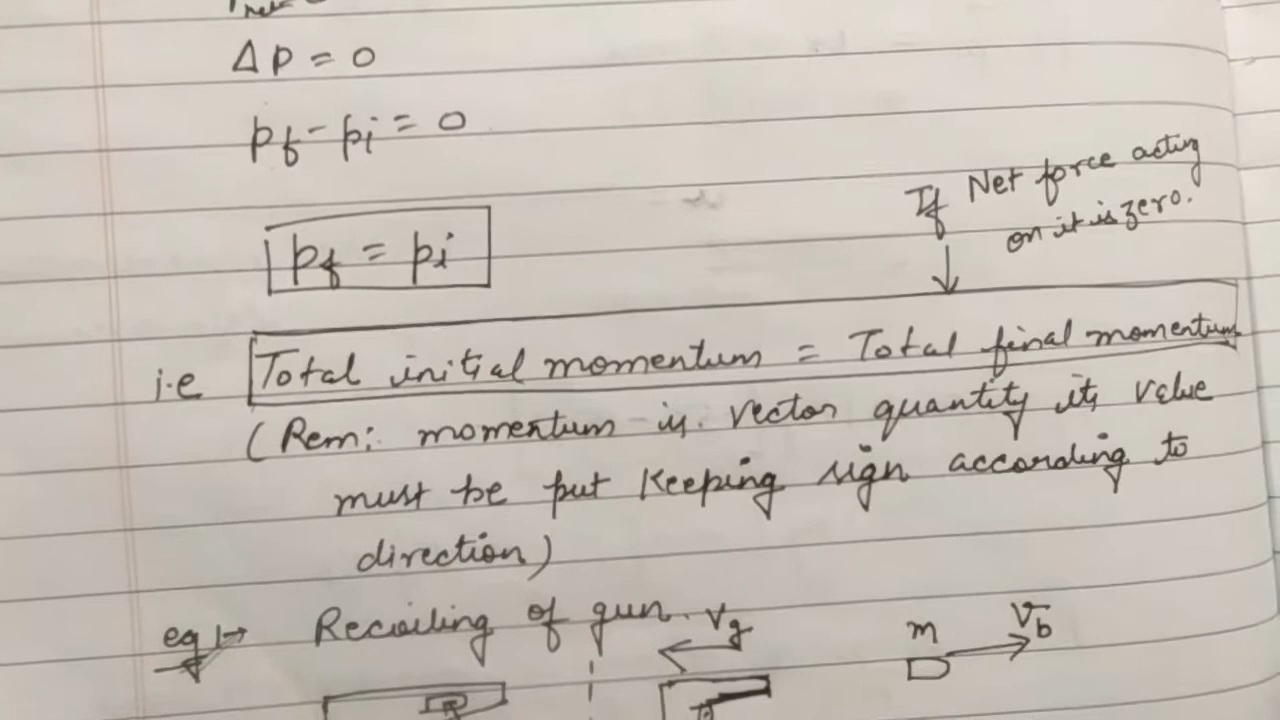 ΔP = 0
pf - pi = 0
If Net force acting
on it is zero.
pf = pi
i.e Total initial momentum = Total final momentum
(Rem: momentum is vector quantity its value
must be put keeping sign according to
direction)
eg 1→ Recoiling of gun. Vg m Vb